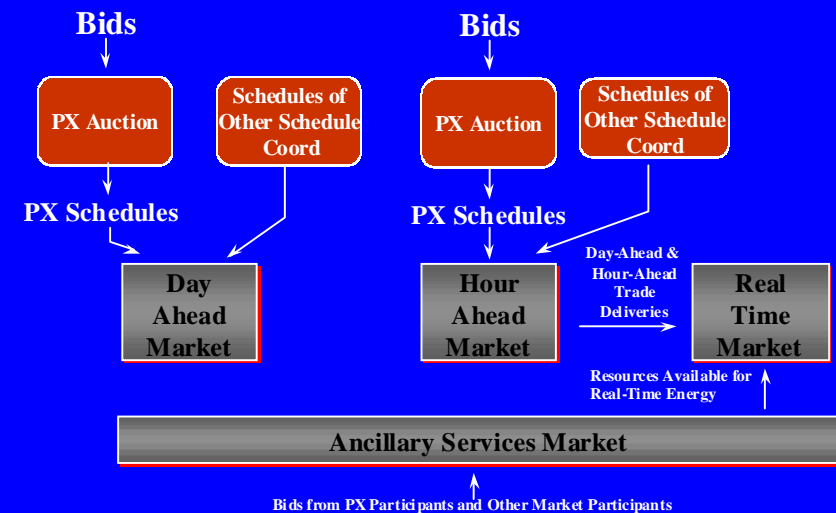 Bids
PX Auction
Schedules of
Other Schedule
Coord
PX Schedules
Day
Ahead
Market
Bids
PX Auction
Schedules of
Other Schedule
Coord
PX Schedules
Hour
Ahead
Market
Day-Ahead &
Hour-Ahead
Trade
Deliveries
Real
Time
Market
Resources Available for
Real-Time Energy
Ancillary Services Market
Bids from PX Participants and Other Market Participants